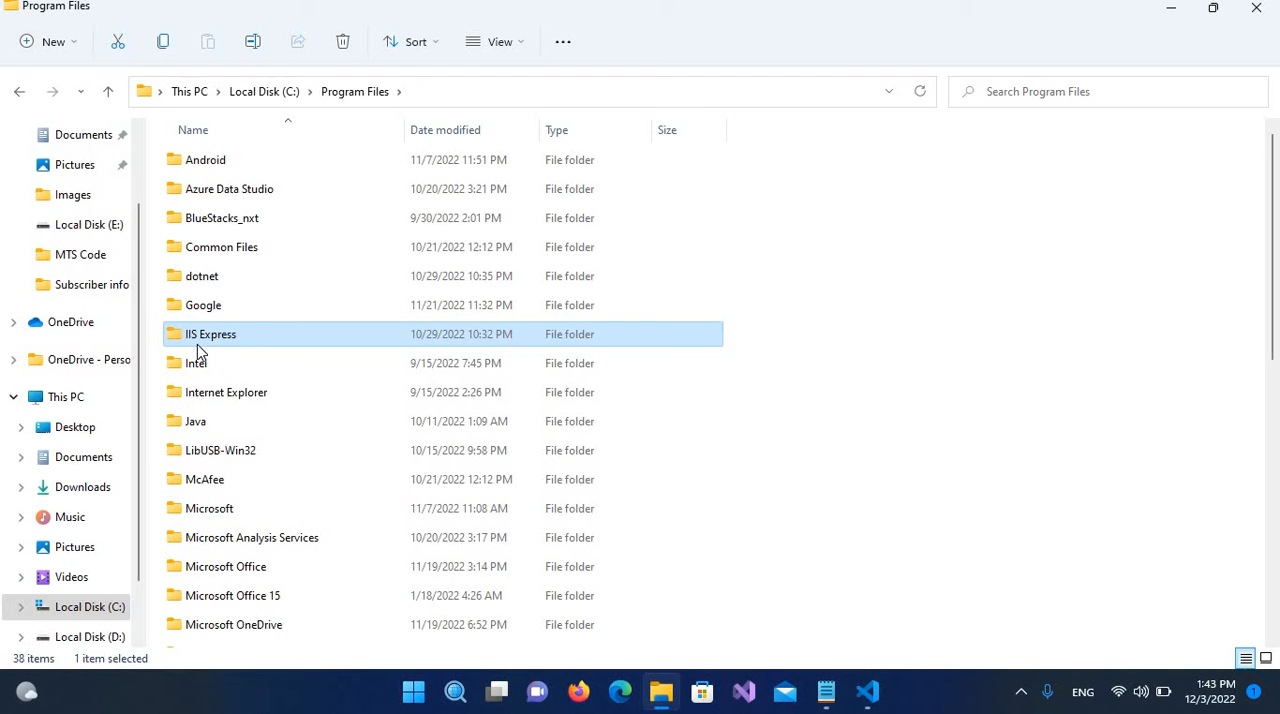 Program Files
New
Sort
View
This PC > Local Disk (C:) > Program Files >
Search Program Files
Documents
Pictures
Images
Local Disk (E:)
MTS Code
Subscriber info
OneDrive
OneDrive - Perso
This PC
Desktop
Documents
Downloads
Music
Pictures
Videos
Local Disk (C:)
Local Disk (D:)
Name Date modified Type Size
Android 11/7/2022 11:51 PM File folder
Azure Data Studio 10/20/2022 3:21 PM File folder
BlueStacks_nxt 9/30/2022 2:01 PM File folder
Common Files 10/21/2022 12:12 PM File folder
dotnet 10/29/2022 10:35 PM File folder
Google 11/21/2022 11:32 PM File folder
IIS Express 10/29/2022 10:32 PM File folder
Intel 9/15/2022 7:45 PM File folder
Internet Explorer 9/15/2022 2:26 PM File folder
Java 10/11/2022 1:09 AM File folder
LibUSB-Win32 10/15/2022 9:58 PM File folder
McAfee 10/21/2022 12:12 PM File folder
Microsoft 11/7/2022 11:08 AM File folder
Microsoft Analysis Services 10/20/2022 3:17 PM File folder
Microsoft Office 11/19/2022 3:14 PM File folder
Microsoft Office 15 1/18/2022 4:26 AM File folder
Microsoft OneDrive 11/19/2022 6:52 PM File folder
38 items 1 item selected
ENG
1:43 PM
12/3/2022
1